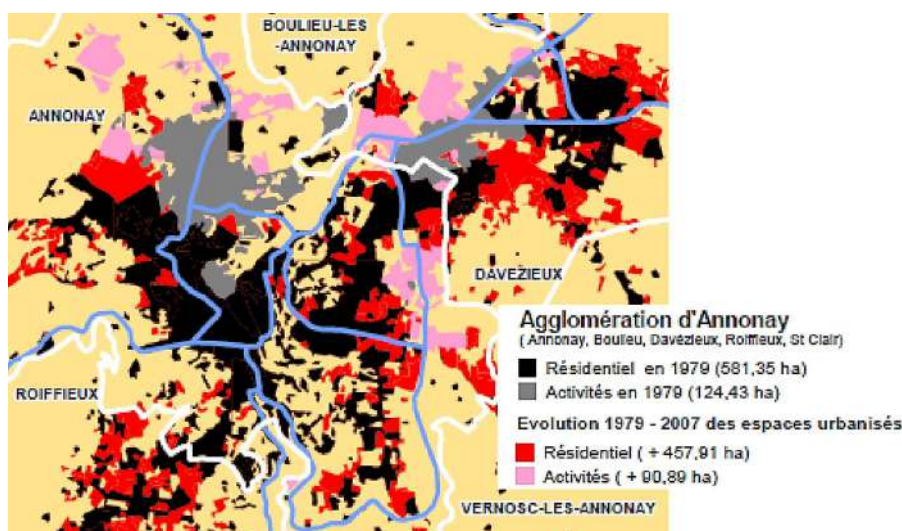 BOULIEU-LES
-ANNONAY
ANNONAY
DAVEZIEUX
ROIFFIEUX
VERNOSC-LES-ANNONAY
Agglomération d'Annonay
( Annonay, Boulieu, Davézieux, Roiffieux, St Clair)
Résidentiel en 1979 (581,35 ha)
Activités en 1979 (124,43 ha)
Evolution 1979 - 2007 des espaces urbanisés
Résidentiel ( + 457,91 ha)
Activités ( + 90,89 ha)